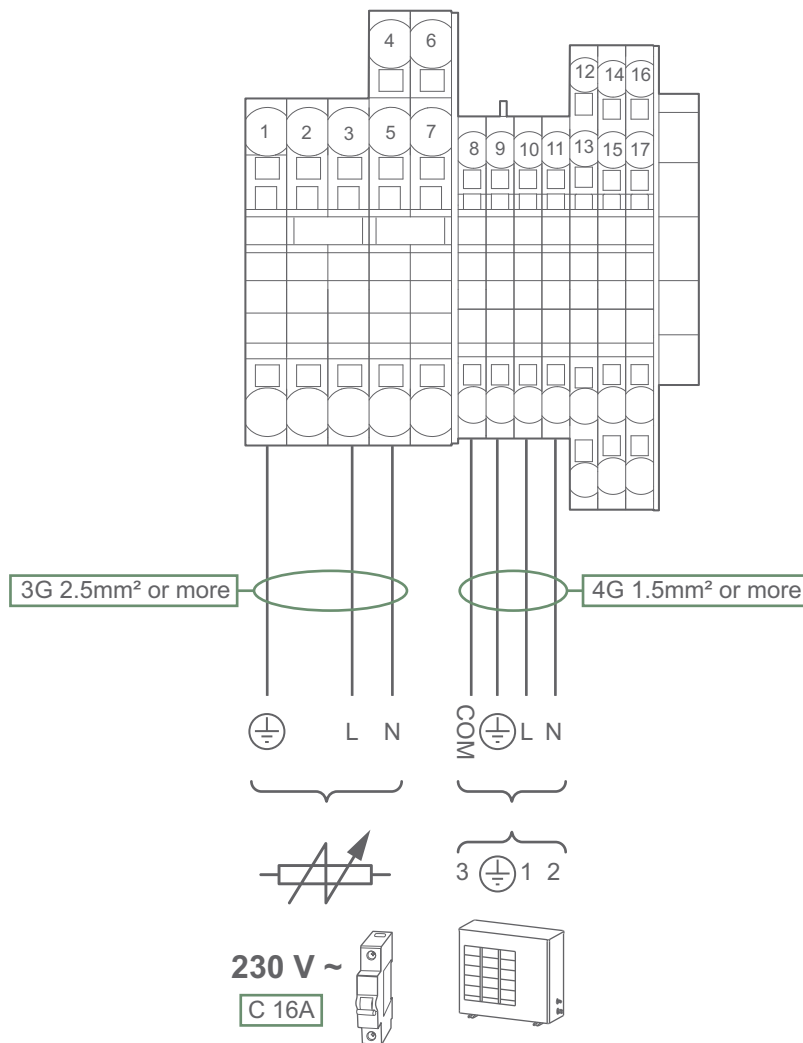 4 6
12 14 16
1 2 3 5 7
8 9 10 11 13 15 17
3G 2.5mm² or more
4G 1.5mm² or more
L N
COM
L N
3 1 2
230 V ~
C 16A